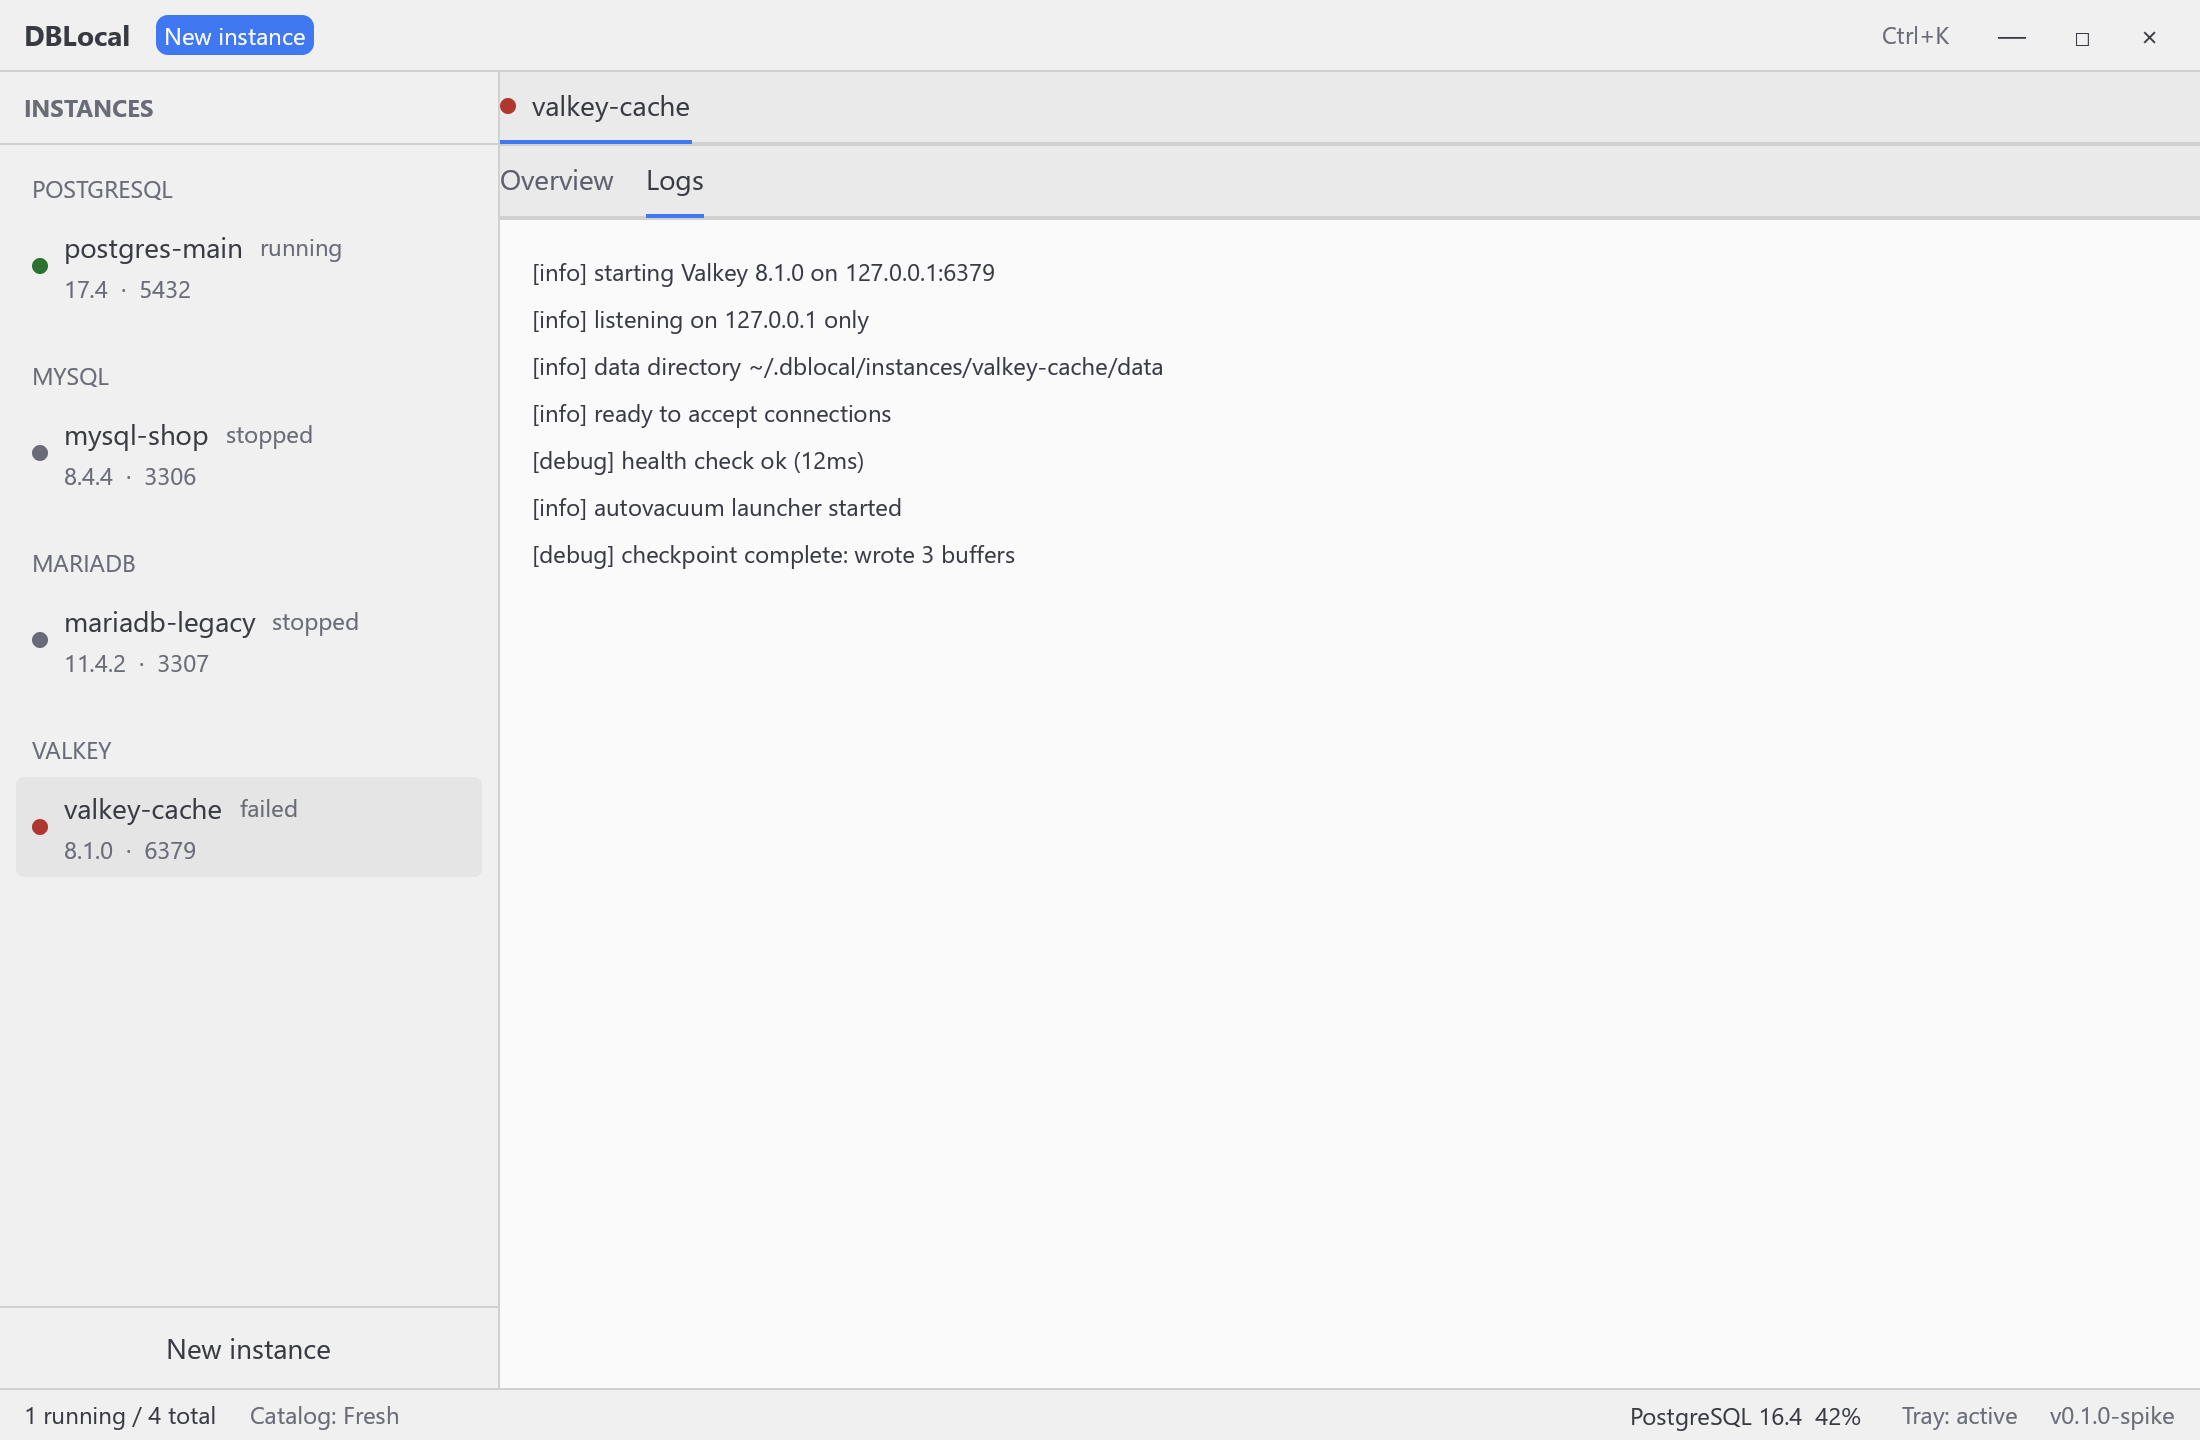 DBLocal New instance Ctrl+K
INSTANCES
POSTGRESQL
postgres-main running
17.4 · 5432
MYSQL
mysql-shop stopped
8.4.4 · 3306
MARIADB
mariadb-legacy stopped
11.4.2 · 3307
VALKEY
valkey-cache failed
8.1.0 · 6379
New instance
valkey-cache
Overview Logs
[info] starting Valkey 8.1.0 on 127.0.0.1:6379
[info] listening on 127.0.0.1 only
[info] data directory ~/.dblocal/instances/valkey-cache/data
[info] ready to accept connections
[debug] health check ok (12ms)
[info] autovacuum launcher started
[debug] checkpoint complete: wrote 3 buffers
1 running / 4 total Catalog: Fresh PostgreSQL 16.4 42% Tray: active v0.1.0-spike